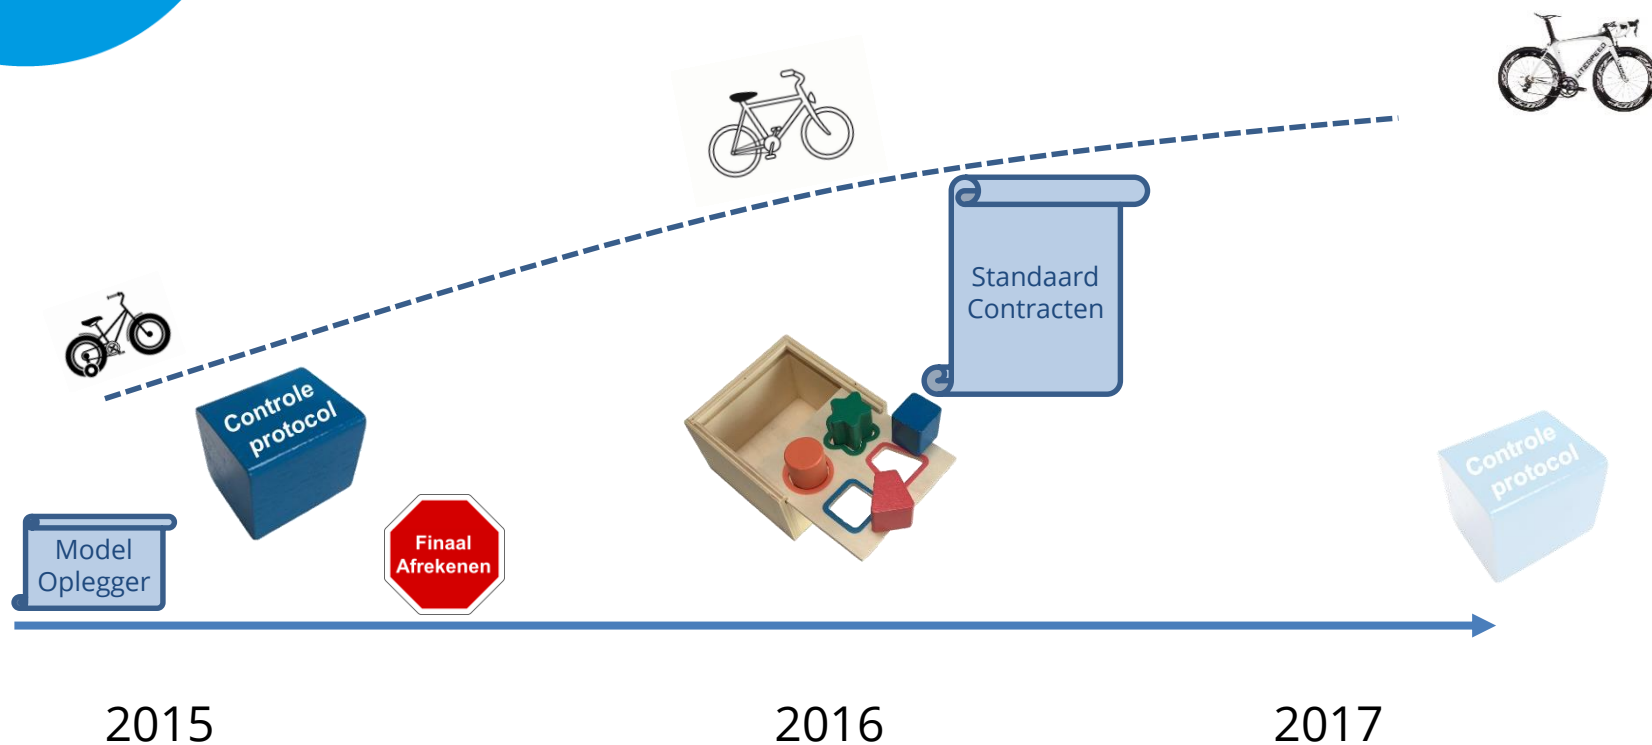 Standaard
Contracten
Controle
protocol
Controle
protocol
Finaal
Afrekenen
Model
Oplegger
2015
2016
2017